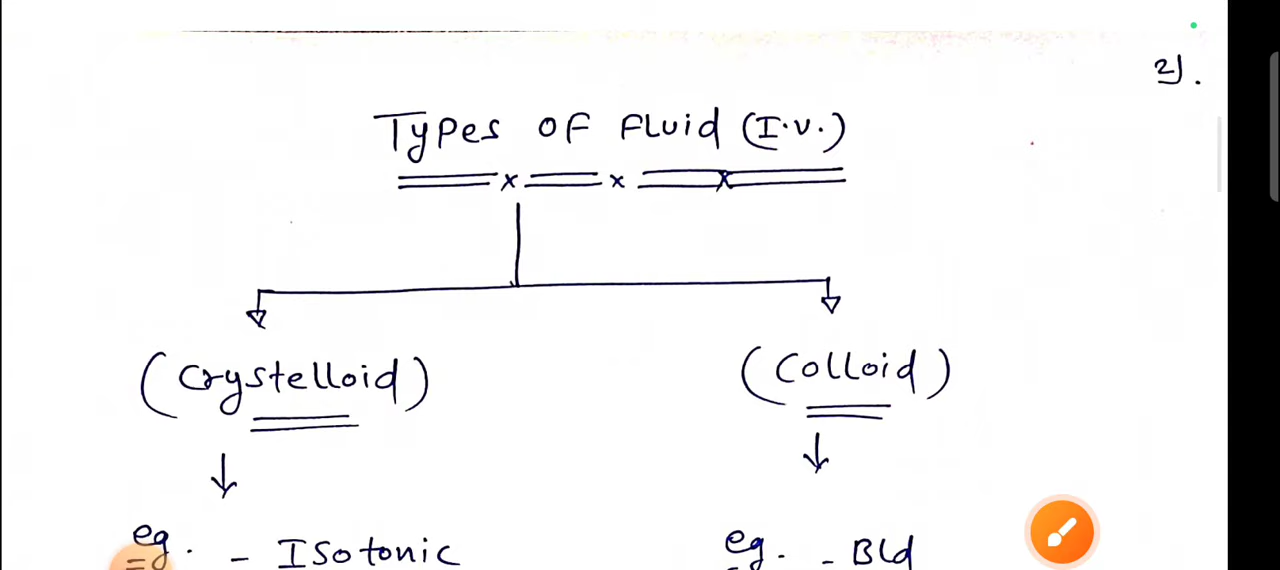 2).
Types of Fluid (I.V.)
(Crystelloid)
(Colloid)
eg. - Isotonic
eg. - Bld